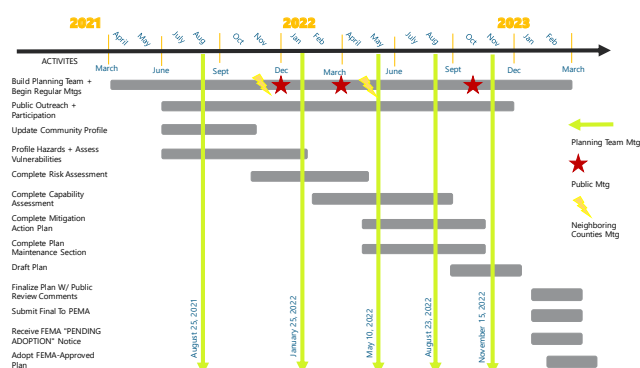 2021 2022 2023
April May July Aug Oct Nov Jan Feb April May July Aug Oct Nov Jan Feb
ACTIVITES
March June Sept Dec March June Sept Dec March
Build Planning Team +
Begin Regular Mtgs
Public Outreach +
Participation
Update Community Profile
Profile Hazards + Assess
Vulnerabilities
Complete Risk Assessment
Complete Capability
Assessment
Complete Mitigation
Action Plan
Complete Plan
Maintenance Section
Draft Plan
Finalize Plan W/ Public
Review Comments
Submit Final To PEMA
Receive FEMA "PENDING
ADOPTION" Notice
Adopt FEMA-Approved
Plan
August 25, 2021
January 25, 2022
May 10, 2022
August 23, 2022
November 15, 2022
Planning Team Mtg
Public Mtg
Neighboring
Counties Mtg